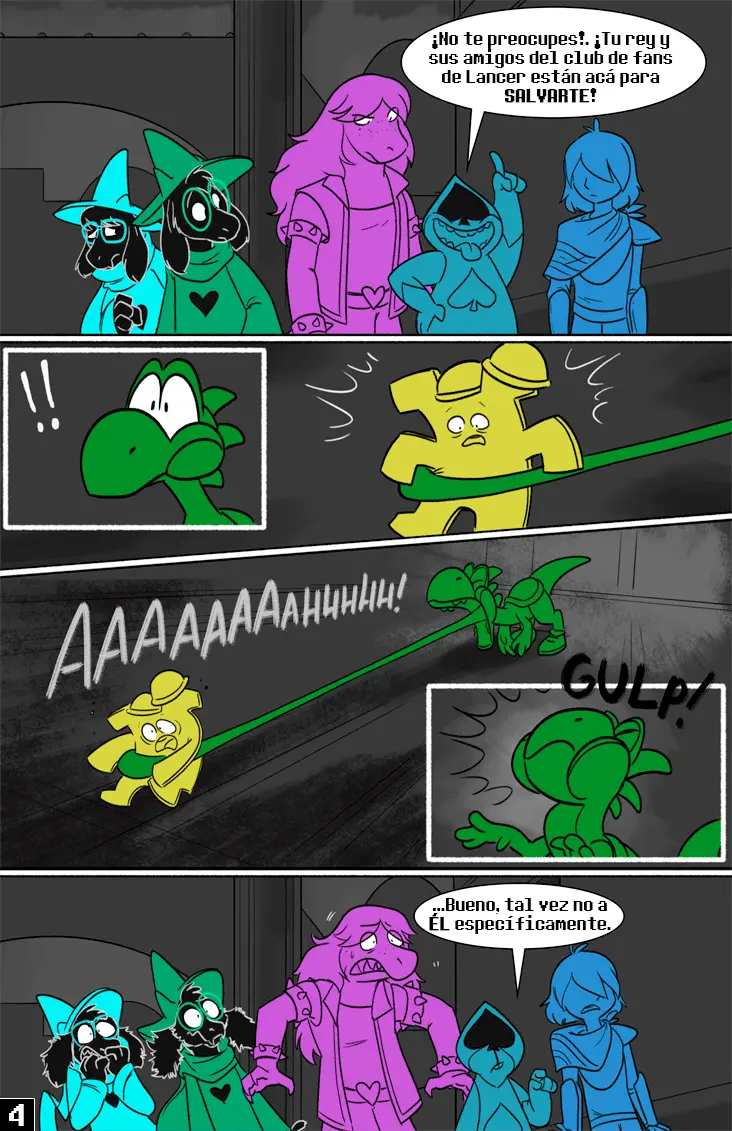 ¡No te preocupes!. ¡Tu rey y
sus amigos del club de fans
de Lancer están acá para
SALVARTE!
!!
AAAAAAAAAHHHHH!
GULP!
...Bueno, tal vez no a
ÉL específicamente.
4